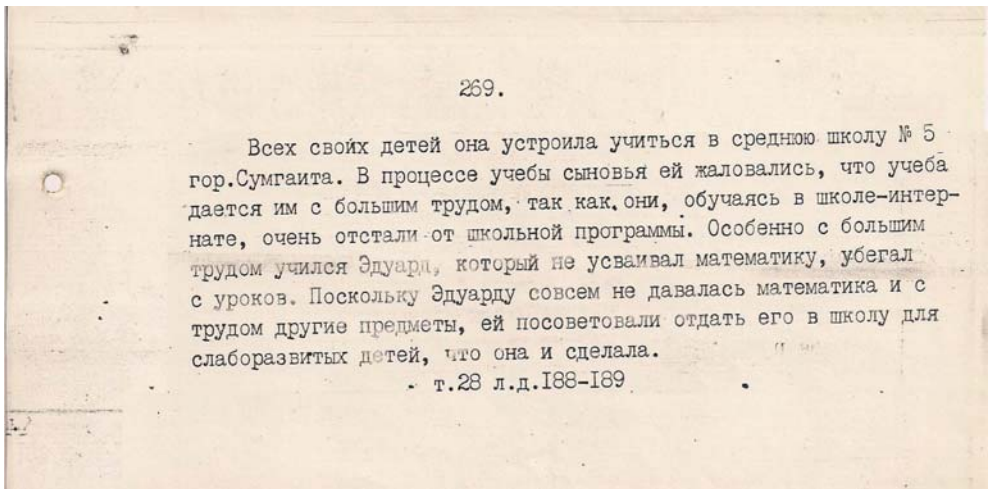 269.
Всех свойх детей она устроила учиться в среднюю школу № 5
гор.Сумгаита. В процессе учебы сыновья ей жаловались, что учеба
дается им с большим трудом, так как они, обучаясь в школе-интер-
нате, очень отстали от школьной программы. Особенно с большим
трудом учился Эдуард, который не усваивал математику, убегал
с уроков. Поскольку Эдуарду совсем не давалась математика и с
трудом другие предметы, ей посоветовали отдать его в школу для
слаборазвитых детей, что она и сделала.
т.28 л.д.I88-I89